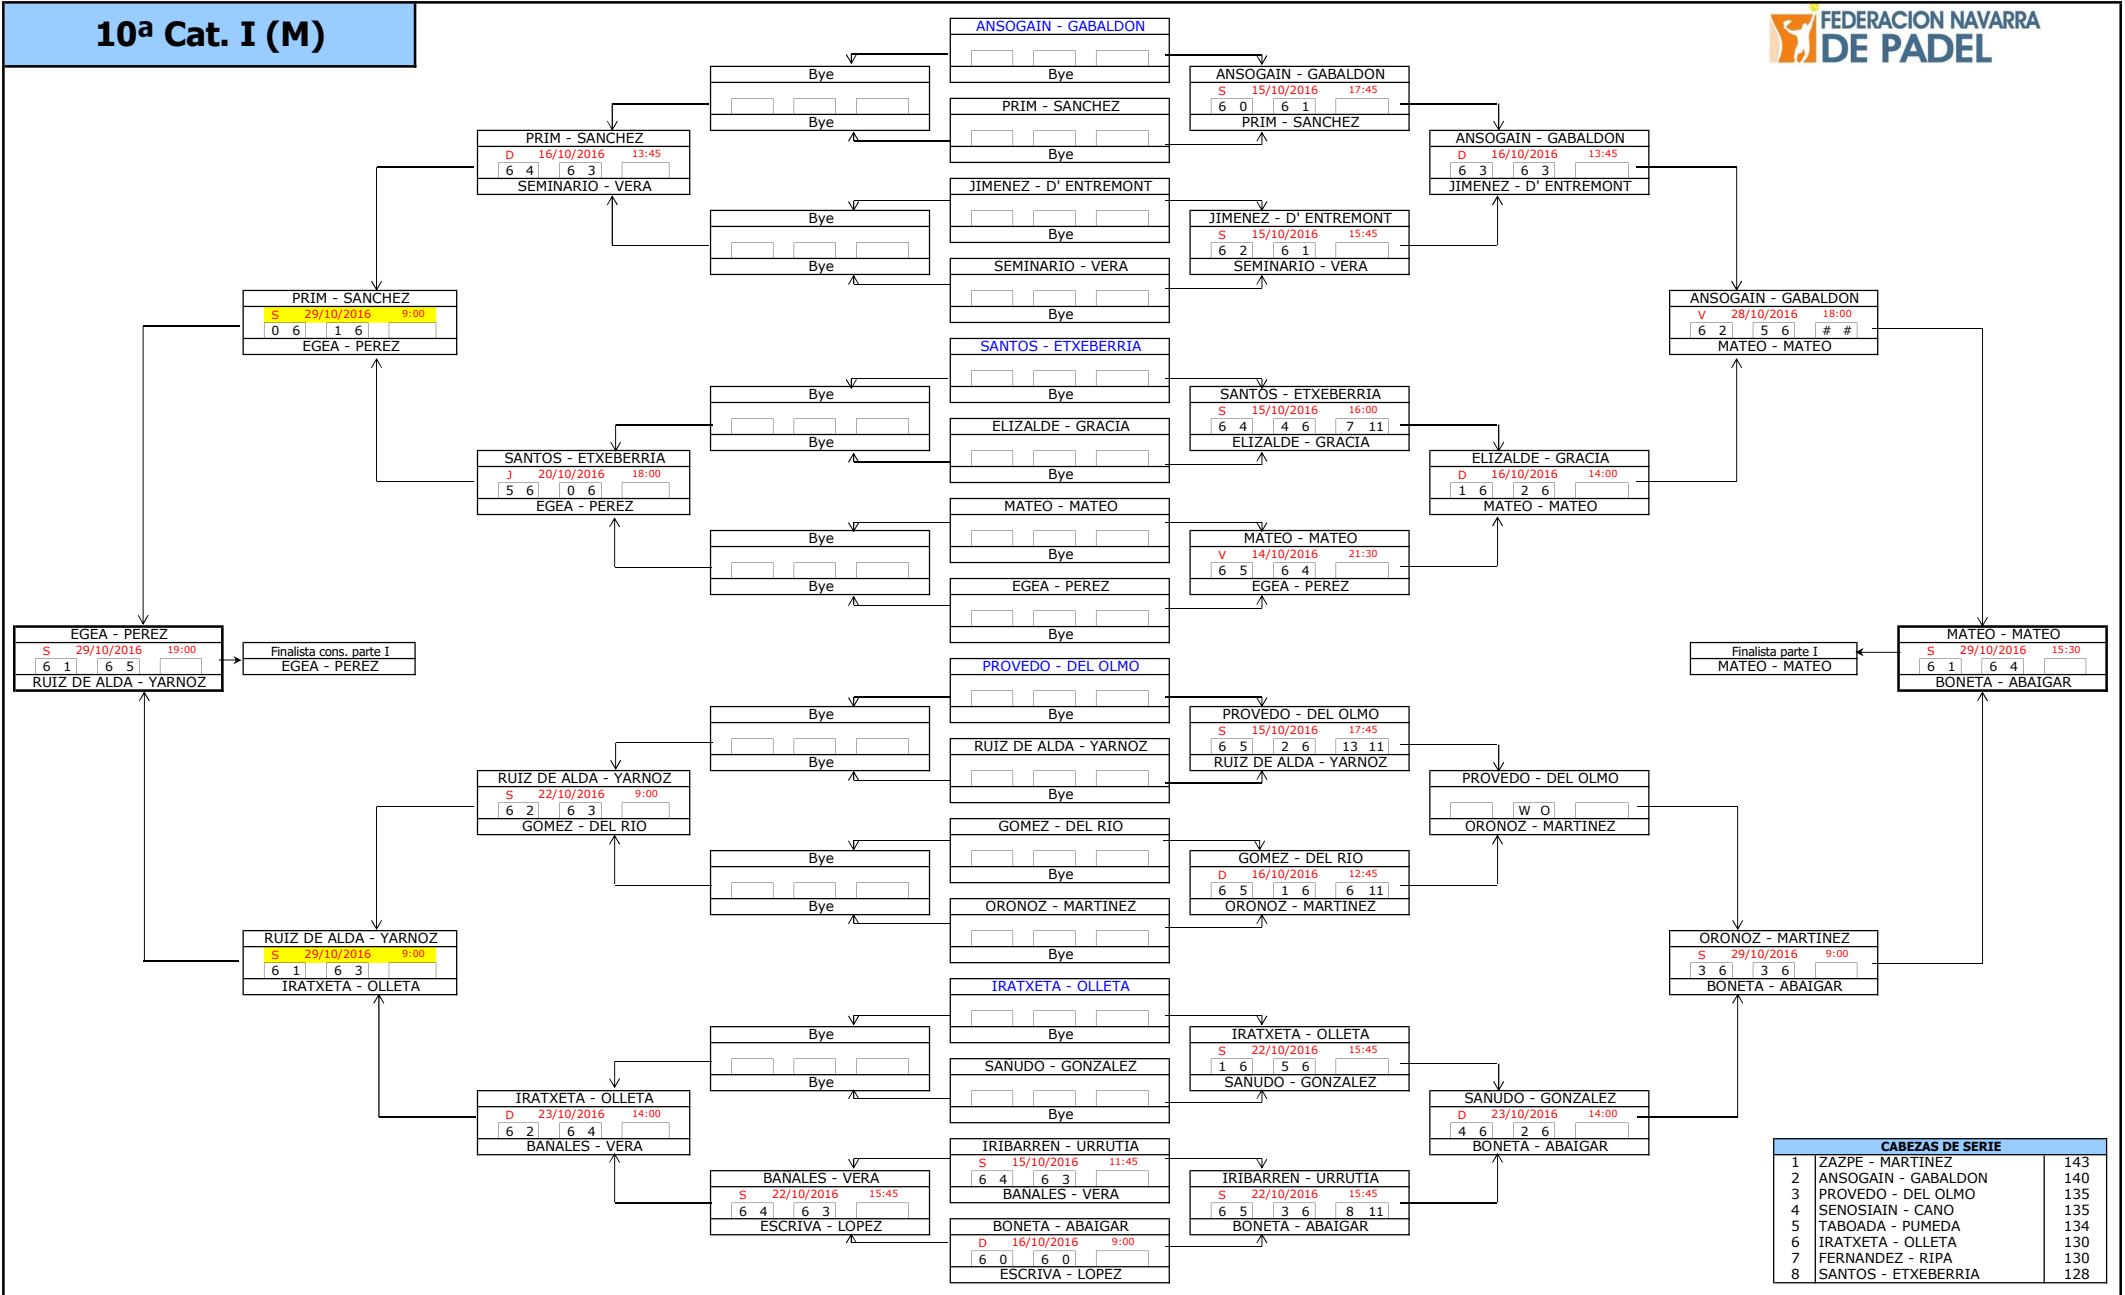 10ª Cat. I (M)
FEDERACION NAVARRA
DE PADEL
ANSOGAIN - GABALDON
Bye
PRIM - SANCHEZ
Bye
JIMENEZ - D' ENTREMONT
Bye
SEMINARIO - VERA
Bye
SANTOS - ETXEBERRIA
Bye
ELIZALDE - GRACIA
Bye
MATEO - MATEO
Bye
EGEA - PEREZ
Bye
PROVEDO - DEL OLMO
Bye
RUIZ DE ALDA - YARNOZ
Bye
GOMEZ - DEL RIO
Bye
ORONOZ - MARTINEZ
Bye
IRATXETA - OLLETA
Bye
SAÑUDO - GONZALEZ
Bye
IRIBARREN - URRUTIA
S 15/10/2016 11:45
6 4 6 3
BAÑALES - VERA
BONETA - ABAIGAR
D 16/10/2016 9:00
6 0 6 0
ESCRIVA - LOPEZ
Bye
Bye
Bye
Bye
Bye
Bye
Bye
Bye
Bye
Bye
Bye
Bye
Bye
Bye
BAÑALES - VERA
S 22/10/2016 15:45
6 4 6 3
ESCRIVA - LOPEZ
PRIM - SANCHEZ
D 16/10/2016 13:45
6 4 6 3
SEMINARIO - VERA
SANTOS - ETXEBERRIA
J 20/10/2016 18:00
5 6 0 6
EGEA - PEREZ
RUIZ DE ALDA - YARNOZ
S 22/10/2016 9:00
6 2 6 3
GOMEZ - DEL RIO
IRATXETA - OLLETA
D 23/10/2016 14:00
6 2 6 4
BAÑALES - VERA
PRIM - SANCHEZ
S 29/10/2016 9:00
0 6 1 6
EGEA - PEREZ
RUIZ DE ALDA - YARNOZ
S 29/10/2016 9:00
6 1 6 3
IRATXETA - OLLETA
EGEA - PEREZ
S 29/10/2016 19:00
6 1 6 5
RUIZ DE ALDA - YARNOZ
Finalista cons. parte I
EGEA - PEREZ
ANSOGAIN - GABALDON
S 15/10/2016 17:45
6 0 6 1
PRIM - SANCHEZ
JIMENEZ - D' ENTREMONT
S 15/10/2016 15:45
6 2 6 1
SEMINARIO - VERA
SANTOS - ETXEBERRIA
S 15/10/2016 16:00
6 4 4 6 7 11
ELIZALDE - GRACIA
MATEO - MATEO
V 14/10/2016 21:30
6 5 6 4
EGEA - PEREZ
PROVEDO - DEL OLMO
S 15/10/2016 17:45
6 5 2 6 13 11
RUIZ DE ALDA - YARNOZ
GOMEZ - DEL RIO
D 16/10/2016 12:45
6 5 1 6 6 11
ORONOZ - MARTINEZ
IRATXETA - OLLETA
S 22/10/2016 15:45
1 6 5 6
SAÑUDO - GONZALEZ
IRIBARREN - URRUTIA
S 22/10/2016 15:45
6 5 3 6 8 11
BONETA - ABAIGAR
ANSOGAIN - GABALDON
D 16/10/2016 13:45
6 3 6 3
JIMENEZ - D' ENTREMONT
ELIZALDE - GRACIA
D 16/10/2016 14:00
1 6 2 6
MATEO - MATEO
PROVEDO - DEL OLMO
W O
ORONOZ - MARTINEZ
SAÑUDO - GONZALEZ
D 23/10/2016 14:00
4 6 2 6
BONETA - ABAIGAR
ANSOGAIN - GABALDON
V 28/10/2016 18:00
6 2 5 6 # #
MATEO - MATEO
ORONOZ - MARTINEZ
S 29/10/2016 9:00
3 6 3 6
BONETA - ABAIGAR
Finalista parte I
MATEO - MATEO
MATEO - MATEO
S 29/10/2016 15:30
6 1 6 4
BONETA - ABAIGAR
CABEZAS DE SERIE
1 ZAZPE - MARTINEZ 143
2 ANSOGAIN - GABALDON 140
3 PROVEDO - DEL OLMO 135
4 SENOSIAIN - CANO 135
5 TABOADA - PUMEDA 134
6 IRATXETA - OLLETA 130
7 FERNANDEZ - RIPA 130
8 SANTOS - ETXEBERRIA 128